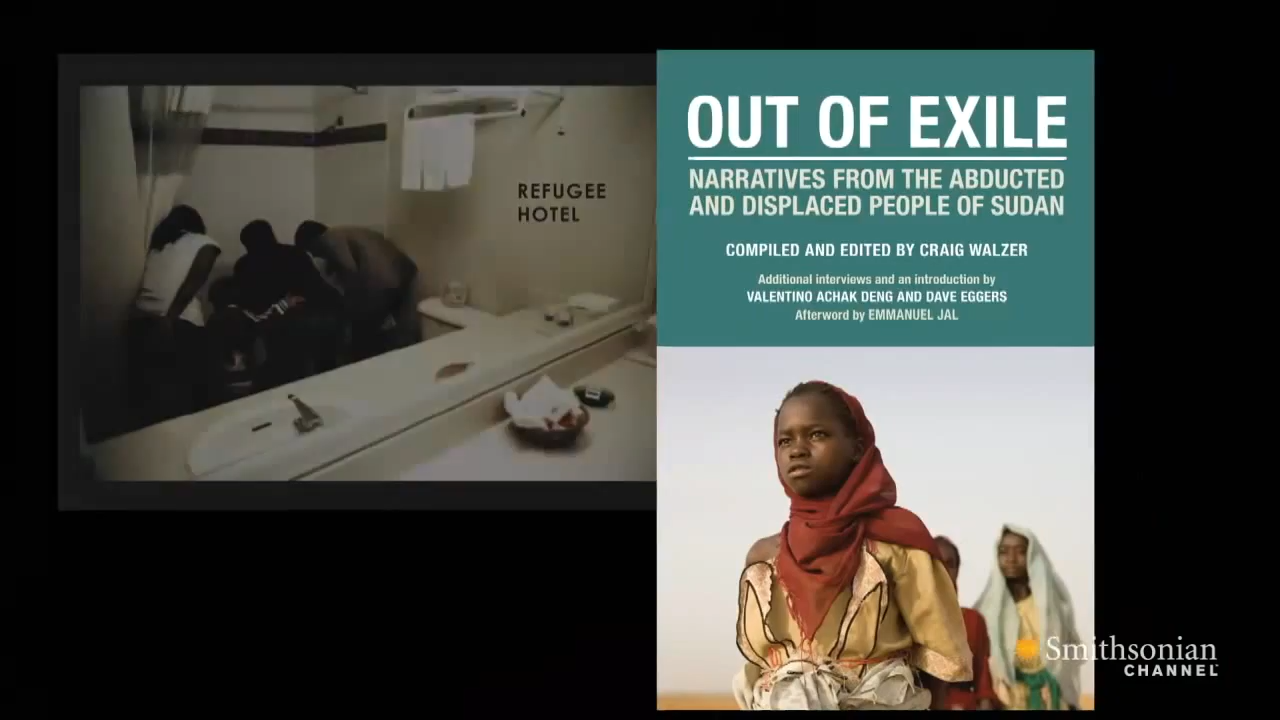 REFUGEE
HOTEL
OUT OF EXILE
NARRATIVES FROM THE ABDUCTED
AND DISPLACED PEOPLE OF SUDAN
COMPILED AND EDITED BY CRAIG WALZER
Additional interviews and an introduction by
VALENTINO ACHAK DENG AND DAVE EGGERS
Afterword by EMMANUEL JAL
Smithsonian
CHANNEL